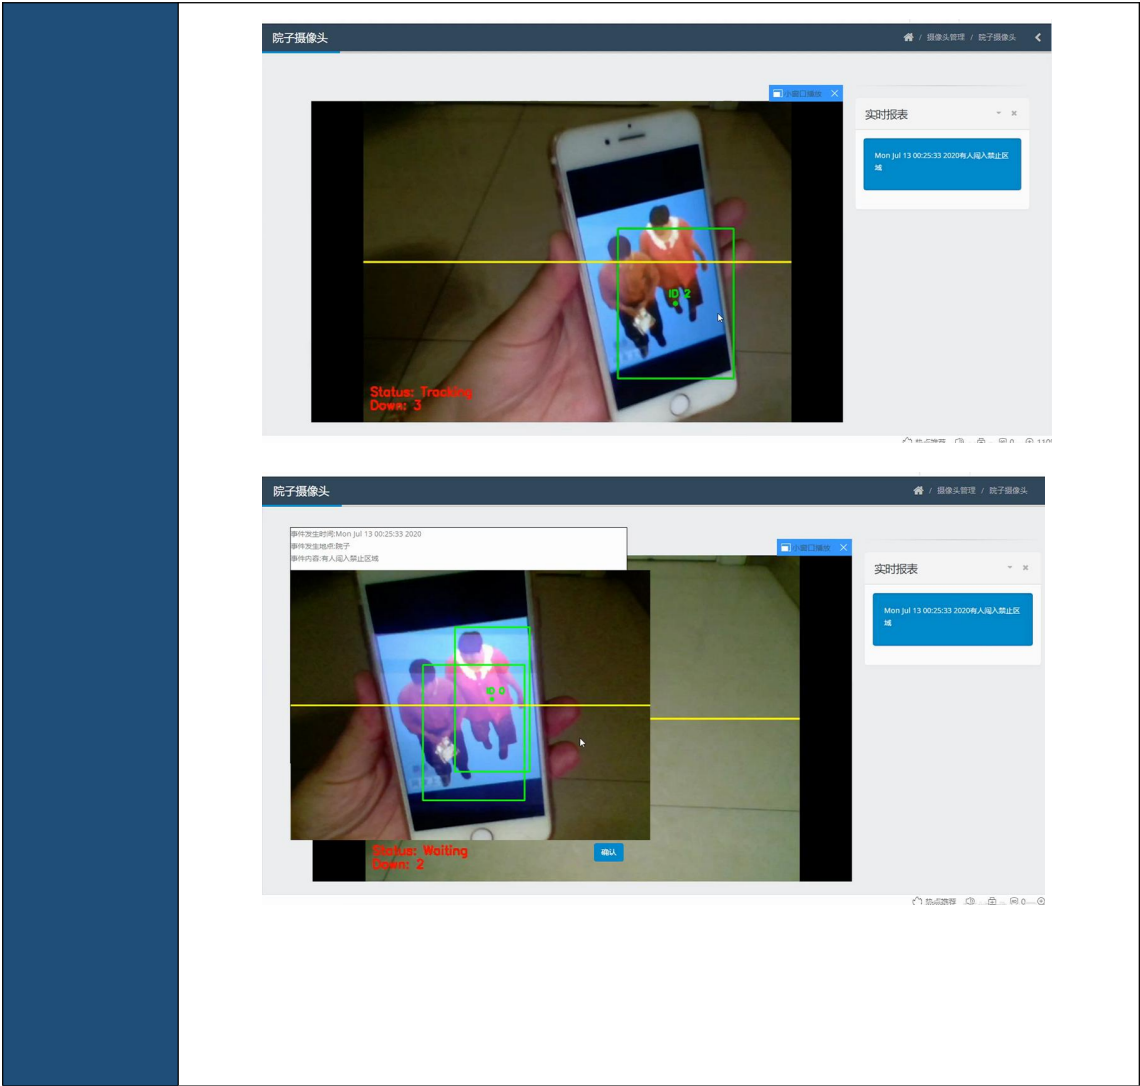 院子摄像头
/ 摄像头管理 / 院子摄像头
小窗口播放
实时报表
Mon Jul 13 00:25:33 2020有人闯入禁止区
域
ID 2
Status: Tracking
Down: 3
院子摄像头
/ 摄像头管理 / 院子摄像头
事件发生时间:Mon Jul 13 00:25:33 2020
事件发生地点:院子
事件内容:有人闯入禁止区域
小窗口播放
实时报表
Mon Jul 13 00:25:33 2020有人闯入禁止区
域
ID 0
Status: Waiting
Down: 2
确认
热点推荐
0